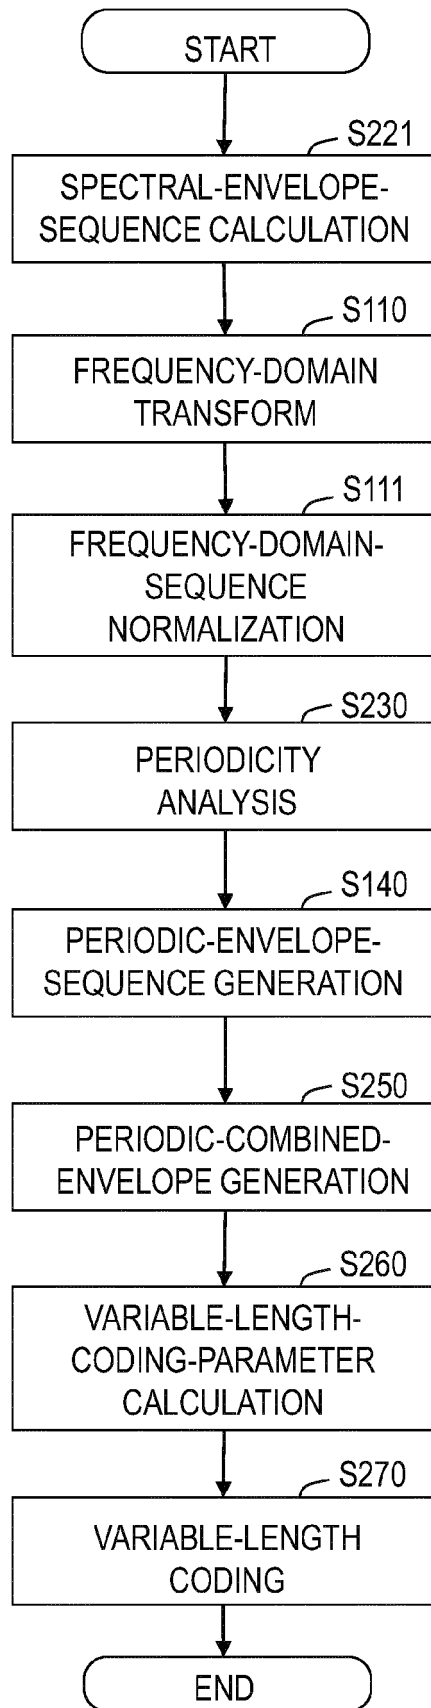 START
S221
SPECTRAL-ENVELOPE-
SEQUENCE CALCULATION
S110
FREQUENCY-DOMAIN
TRANSFORM
S111
FREQUENCY-DOMAIN-
SEQUENCE
NORMALIZATION
S230
PERIODICITY
ANALYSIS
S140
PERIODIC-ENVELOPE-
SEQUENCE GENERATION
S250
PERIODIC-COMBINED-
ENVELOPE GENERATION
S260
VARIABLE-LENGTH-
CODING-PARAMETER
CALCULATION
S270
VARIABLE-LENGTH
CODING
END